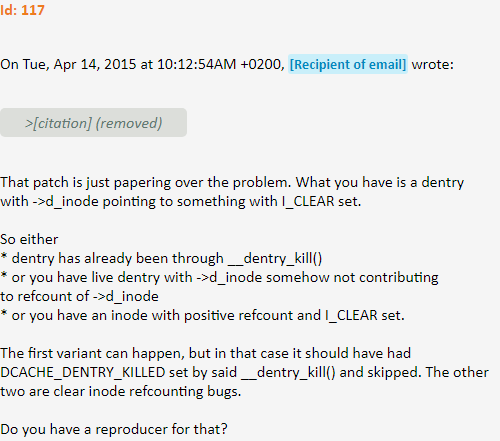 Id: 117
On Tue, Apr 14, 2015 at 10:12:54AM +0200, [Recipient of email] wrote:
>[citation] (removed)
That patch is just papering over the problem. What you have is a dentry
with ->d_inode pointing to something with I_CLEAR set.
So either
* dentry has already been through __dentry_kill()
* or you have live dentry with ->d_inode somehow not contributing
to refcount of ->d_inode
* or you have an inode with positive refcount and I_CLEAR set.
The first variant can happen, but in that case it should have had
DCACHE_DENTRY_KILLED set by said __dentry_kill() and skipped. The other
two are clear inode refcounting bugs.
Do you have a reproducer for that?